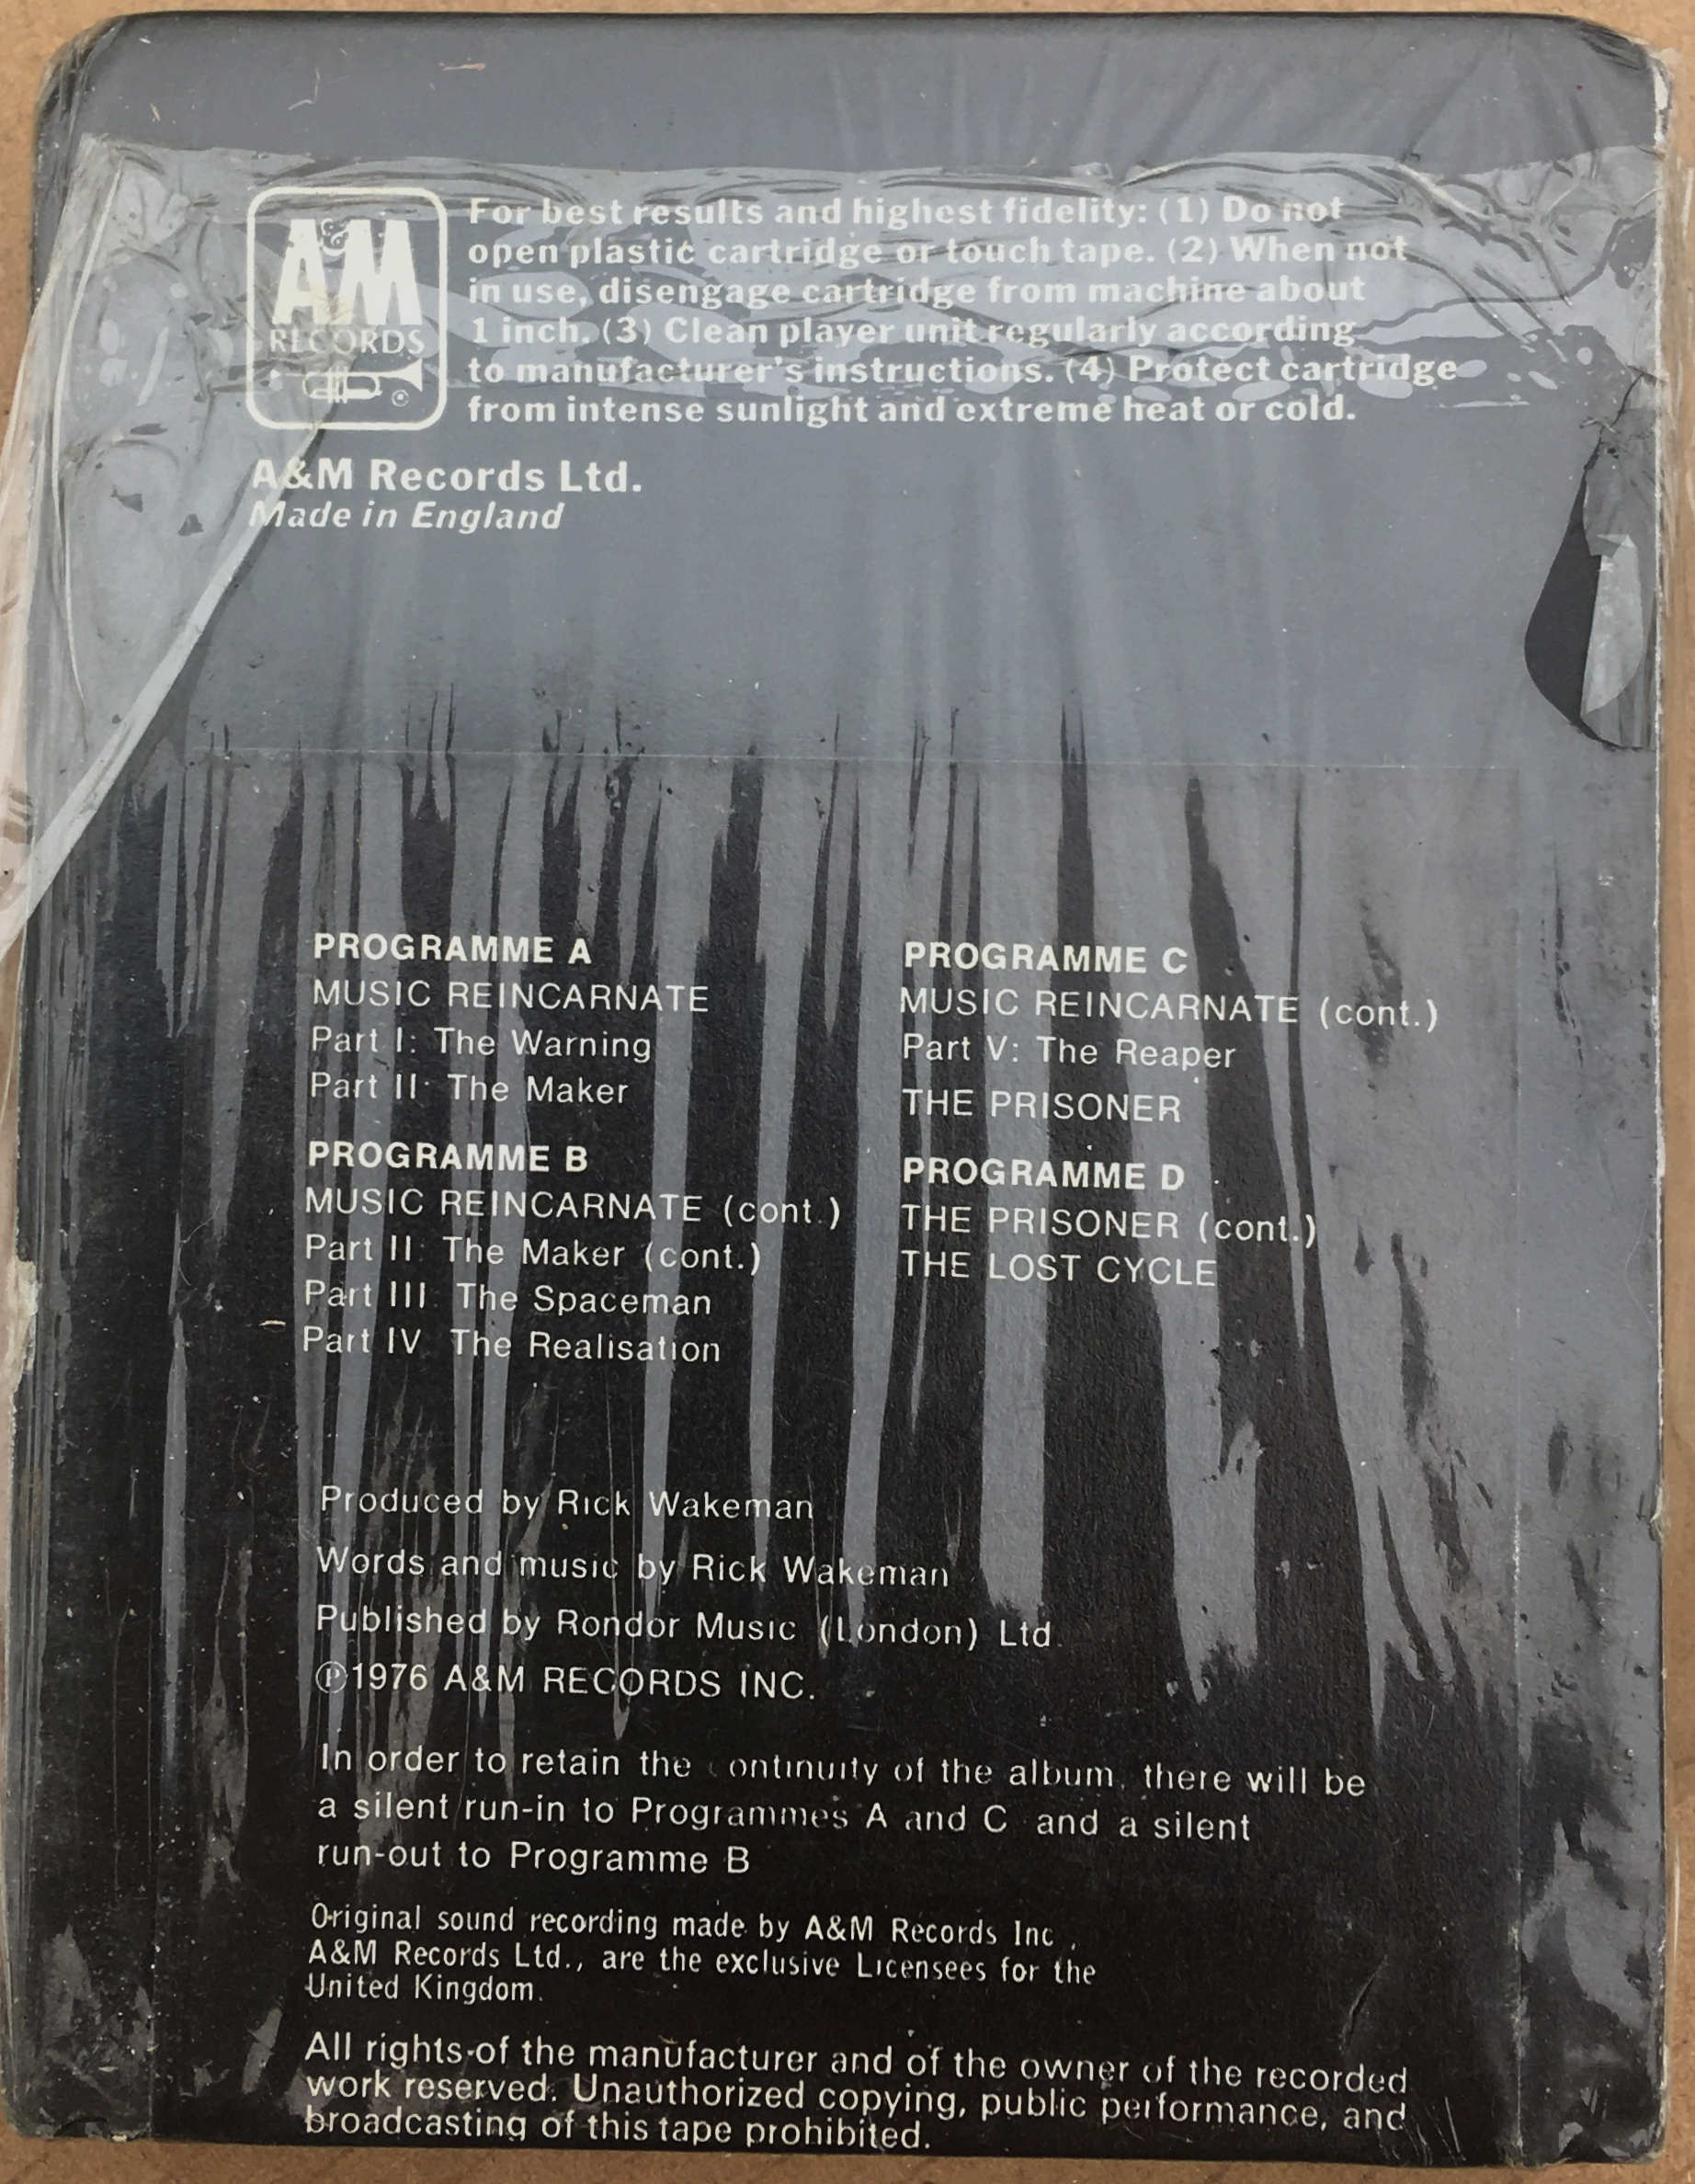 A&M
RECORDS
®
For best results and highest fidelity: (1) Do not
open plastic cartridge or touch tape. (2) When not
in use, disengage cartridge from machine about
1 inch. (3) Clean player unit regularly according
to manufacturer's instructions. (4) Protect cartridge
from intense sunlight and extreme heat or cold.
A&M Records Ltd.
Made in England
PROGRAMME A
MUSIC REINCARNATE
Part I: The Warning
Part II: The Maker
PROGRAMME B
MUSIC REINCARNATE (cont.)
Part II: The Maker (cont.)
Part III: The Spaceman
Part IV The Realisation
PROGRAMME C
MUSIC REINCARNATE (cont.)
Part V: The Reaper
THE PRISONER
PROGRAMME D
THE PRISONER (cont.)
THE LOST CYCLE
Produced by Rick Wakeman
Words and music by Rick Wakeman
Published by Rondor Music (London) Ltd.
℗1976 A&M RECORDS INC.
In order to retain the continuity of the album, there will be
a silent run-in to Programmes A and C and a silent
run-out to Programme B
Original sound recording made by A&M Records Inc.,
A&M Records Ltd., are the exclusive Licensees for the
United Kingdom.
All rights of the manufacturer and of the owner of the recorded
work reserved. Unauthorized copying, public performance, and
broadcasting of this tape prohibited.